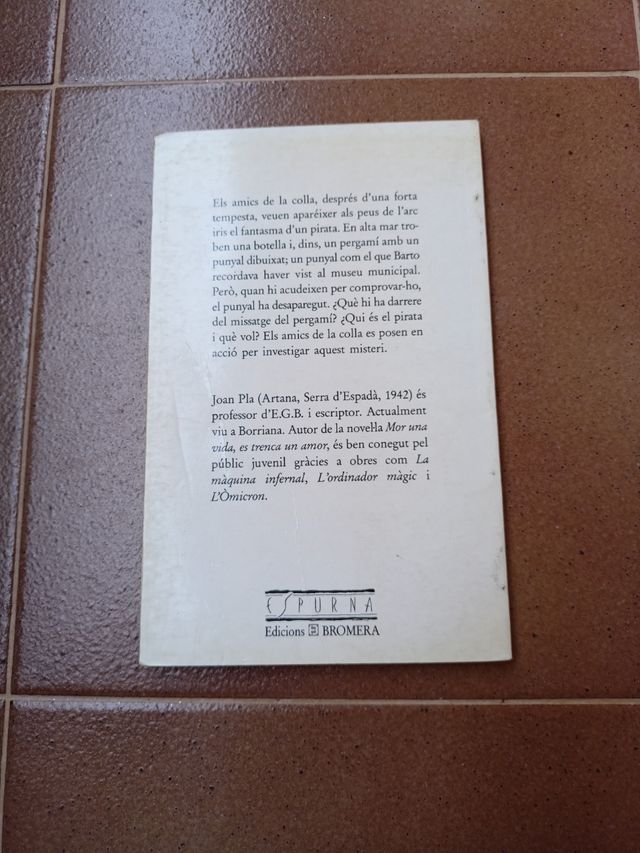 Els amics de la colla, després d'una forta
tempesta, veuen aparéixer als peus de l'arc
iris el fantasma d'un pirata. En alta mar tro-
ben una botella i, dins, un pergamí amb un
punyal dibuixat; un punyal com el que Barto
recordava haver vist al museu municipal.
Però, quan hi acudeixen per comprovar-ho,
el punyal ha desaparegut. ¿Què hi ha darrere
del missatge del pergamí? ¿Qui és el pirata
i què vol? Els amics de la colla es posen en
acció per investigar aquest misteri.
Joan Pla (Artana, Serra d'Espadà, 1942) és
professor d'E.G.B. i escriptor. Actualment
viu a Borriana. Autor de la novel·la Mor una
vida, es trenca un amor, és ben conegut pel
públic juvenil gràcies a obres com La
màquina infernal, L'ordinador màgic i
L'Òmicron.
ESPURNA
Edicions BROMERA